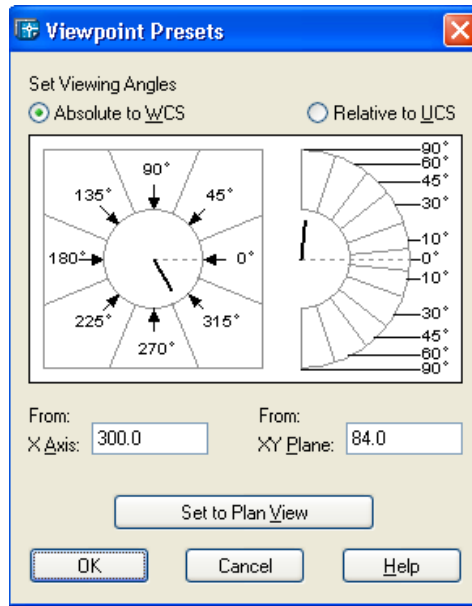 Viewpoint Presets
Set Viewing Angles
Absolute to WCS
Relative to UCS
90°
135°
45°
180°
0°
225°
315°
270°
90°
60°
45°
30°
10°
0°
10°
30°
45°
60°
90°
From:
X Axis: 300.0
From:
XY Plane: 84.0
Set to Plan View
OK
Cancel
Help